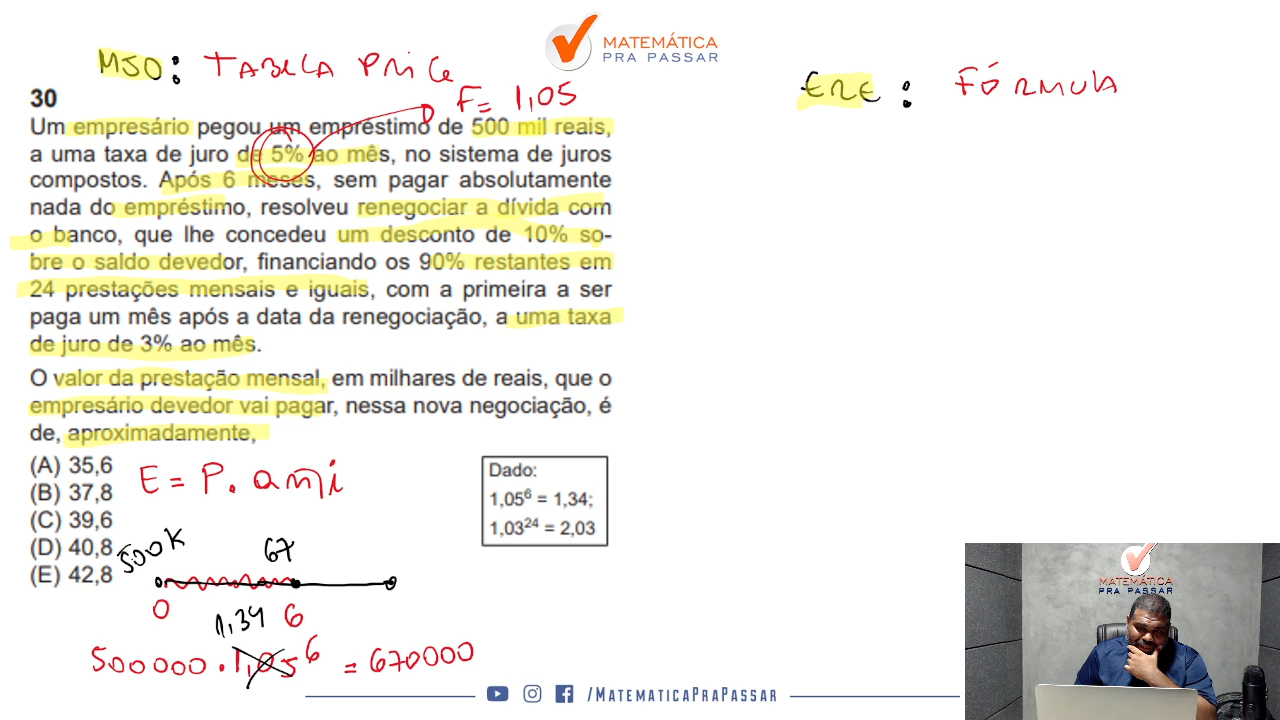 MATEMÁTICA
PRA PASSAR
MJO: TABELA PRICE
ERE: FÓRMULA
F= 1,05
30
Um empresário pegou um empréstimo de 500 mil reais,
a uma taxa de juro de 5% ao mês, no sistema de juros
compostos. Após 6 meses, sem pagar absolutamente
nada do empréstimo, resolveu renegociar a dívida com
o banco, que lhe concedeu um desconto de 10% so-
bre o saldo devedor, financiando os 90% restantes em
24 prestações mensais e iguais, com a primeira a ser
paga um mês após a data da renegociação, a uma taxa
de juro de 3% ao mês.
O valor da prestação mensal, em milhares de reais, que o
empresário devedor vai pagar, nessa nova negociação, é
de, aproximadamente,
(A) 35,6
(B) 37,8
(C) 39,6
(D) 40,8
(E) 42,8
E = P. ani
Dado:
1,05⁶ = 1,34;
1,03²⁴ = 2,03
500K
67
0
1,34
6
500000 . 1,05⁶ = 670000
/MATEMATICAPRAPASSAR
MATEMÁTICA
PRA PASSAR